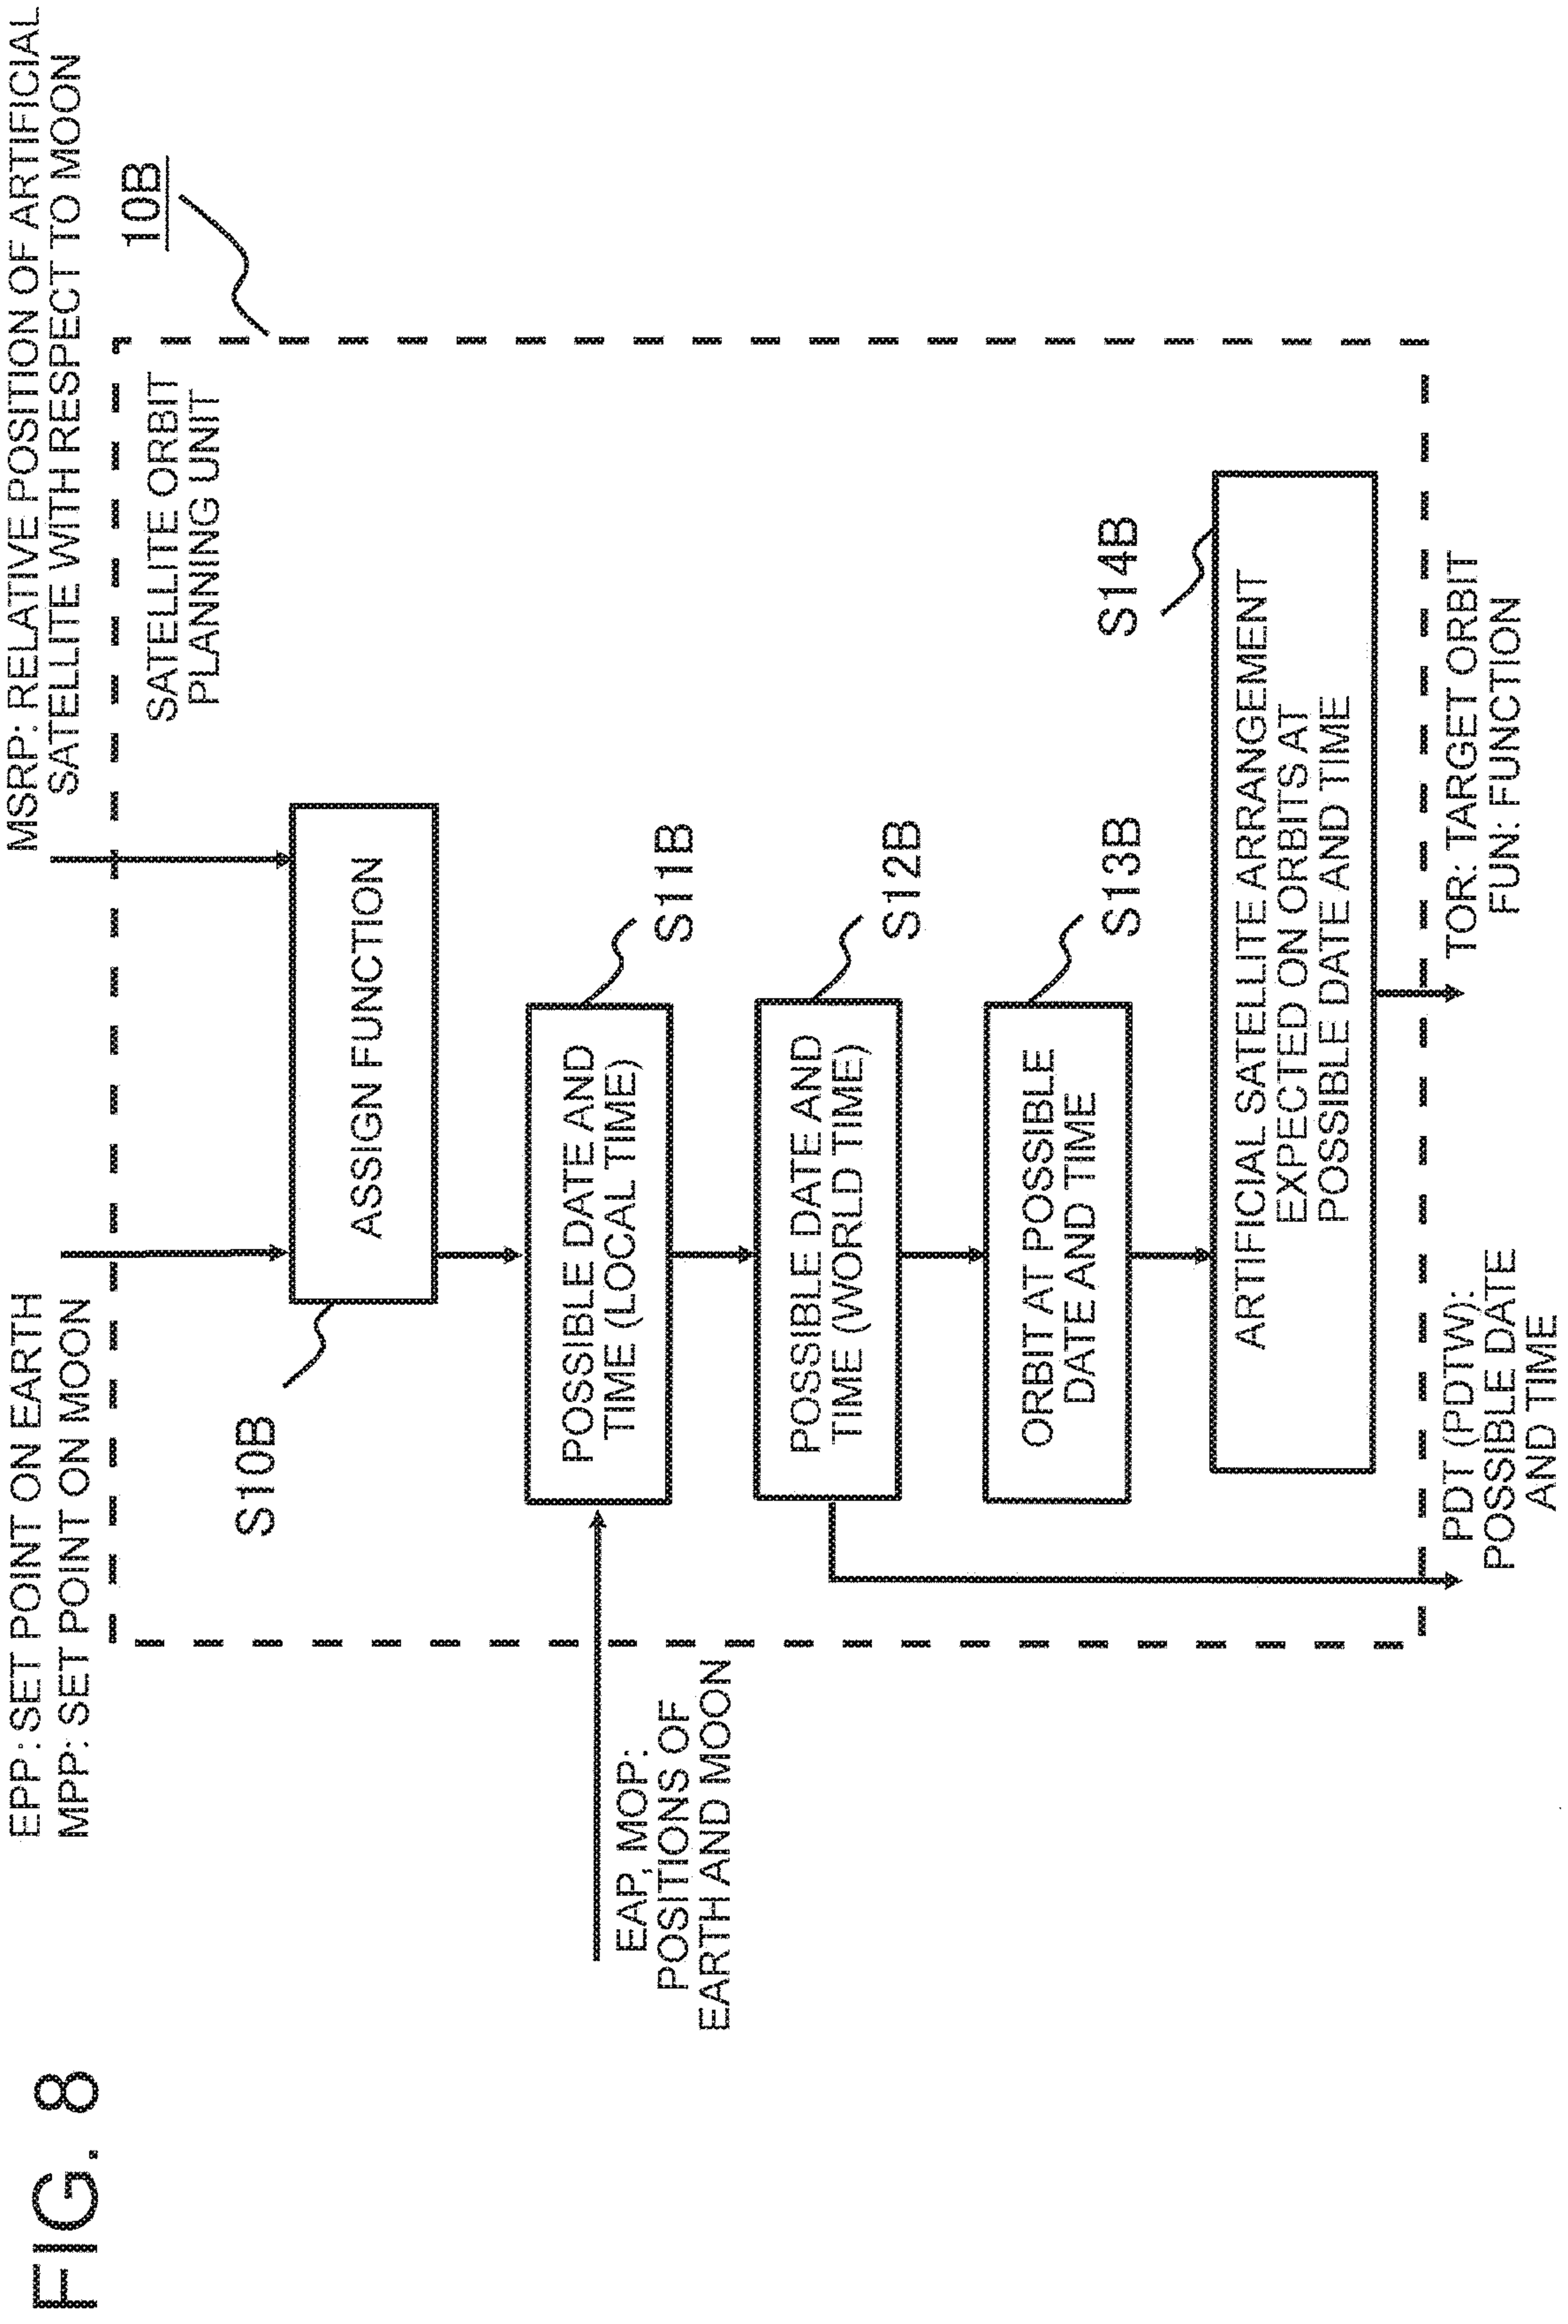 FIG. 8
EPP: SET POINT ON EARTH
MPP: SET POINT ON MOON
MSRP: RELATIVE POSITION OF ARTIFICIAL
SATELLITE WITH RESPECT TO MOON
10B
SATELLITE ORBIT
PLANNING UNIT
S10B
ASSIGN FUNCTION
EAP, MOP:
POSITIONS OF
EARTH AND MOON
POSSIBLE DATE AND
TIME (LOCAL TIME)
S11B
POSSIBLE DATE AND
TIME (WORLD TIME)
S12B
ORBIT AT POSSIBLE
DATE AND TIME
S13B
ARTIFICIAL SATELLITE ARRANGEMENT
EXPECTED ON ORBITS AT
POSSIBLE DATE AND TIME
S14B
PDT (PDTW):
POSSIBLE DATE
AND TIME
TOR: TARGET ORBIT
FUN: FUNCTION